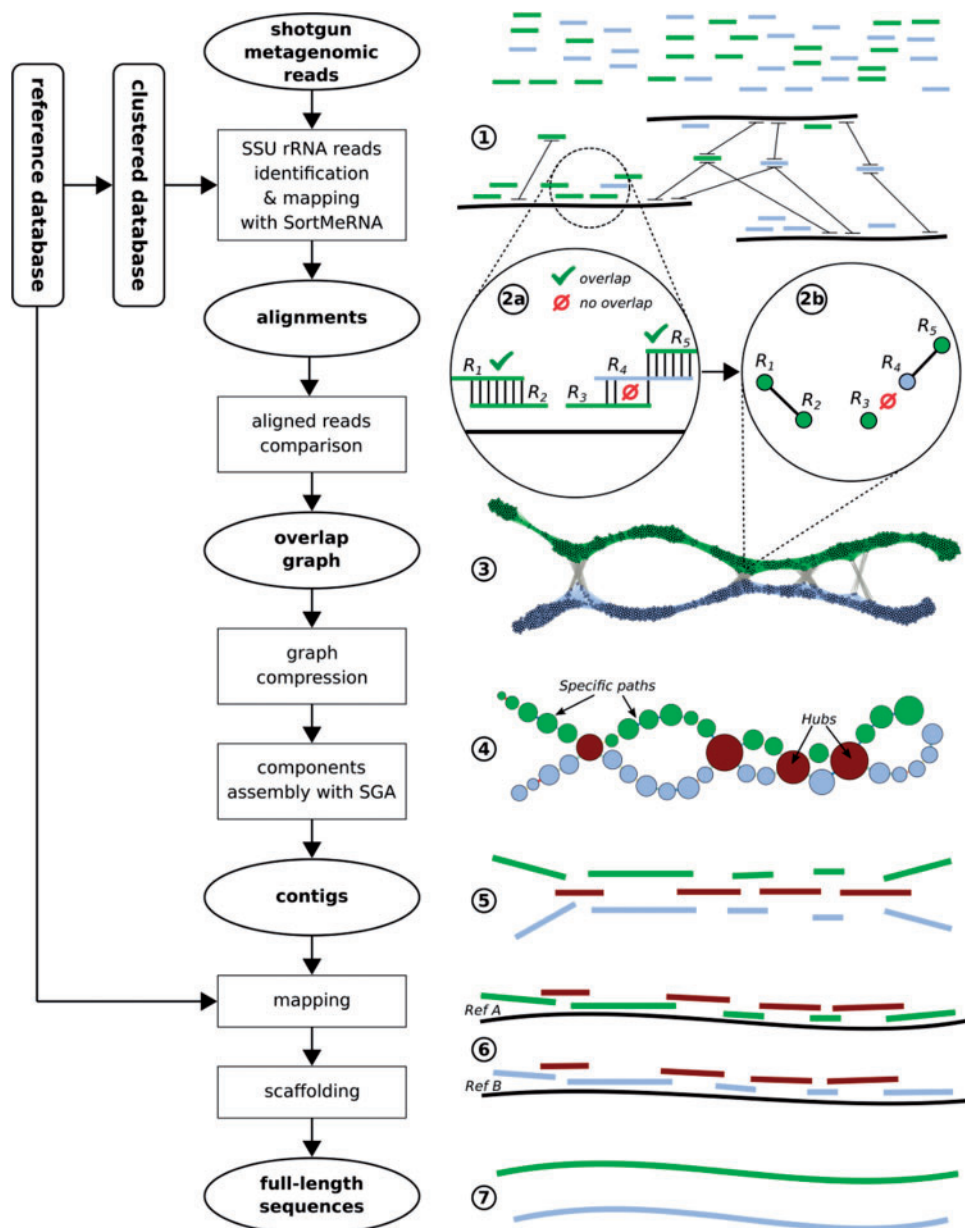 shotgun
metagenomic
reads
reference database
clustered database
SSU rRNA reads
identification
& mapping
with SortMeRNA
alignments
aligned reads
comparison
overlap
graph
graph
compression
components
assembly with SGA
contigs
mapping
scaffolding
full-length
sequences
1
2a
overlap
no overlap
R1
R2
R3
R4
R5
2b
R1
R2
R3
R4
R5
3
4
Specific paths
Hubs
5
Ref A
6
Ref B
7